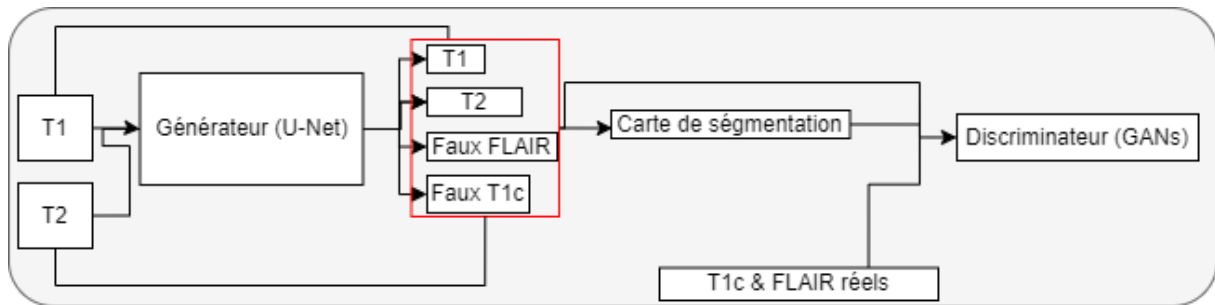 T1
T2
Générateur (U-Net)
T1
T2
Faux FLAIR
Faux T1c
Carte de ségmentation
Discriminateur (GANs)
T1c & FLAIR réels